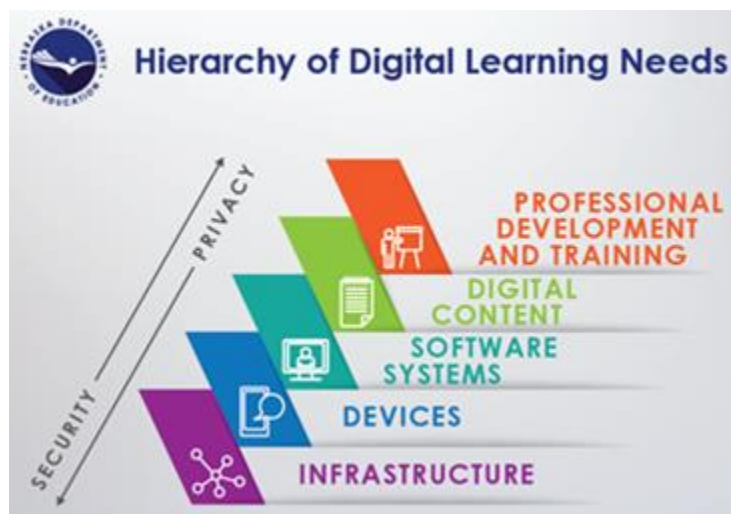 NEBRASKA DEPARTMENT
OF EDUCATION
Hierarchy of Digital Learning Needs
PRIVACY
SECURITY
PROFESSIONAL
DEVELOPMENT
AND TRAINING
DIGITAL
CONTENT
SOFTWARE
SYSTEMS
DEVICES
INFRASTRUCTURE